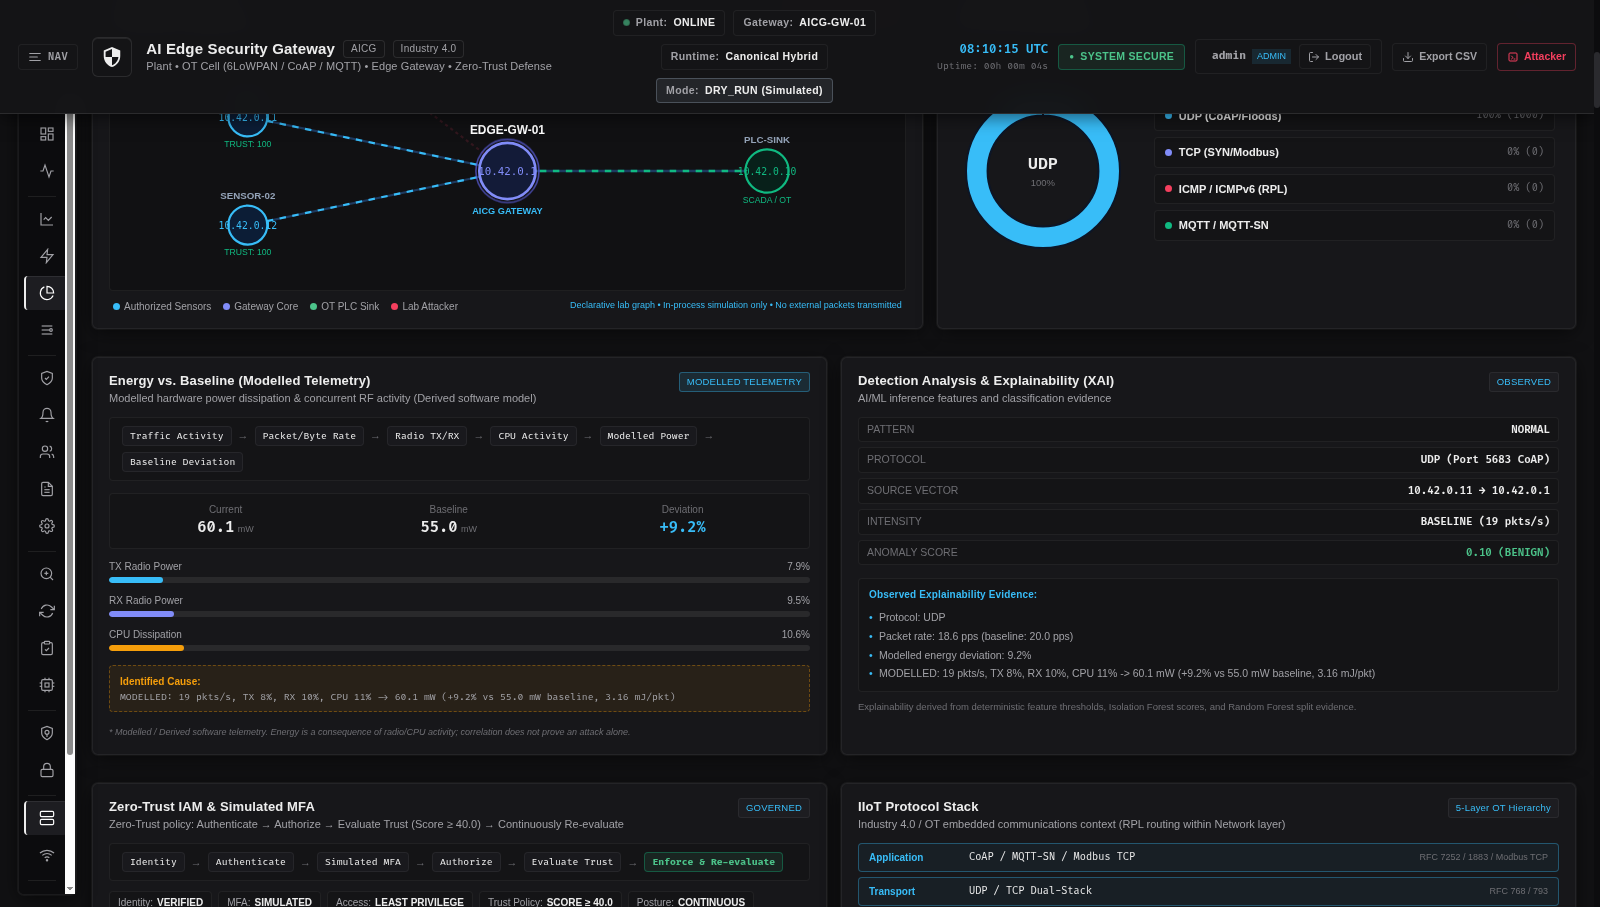 Plant: ONLINE
Gateway: AICG-GW-01
NAV
AI Edge Security Gateway AICG Industry 4.0
Plant • OT Cell (6LoWPAN / CoAP / MQTT) • Edge Gateway • Zero-Trust Defense
Runtime: Canonical Hybrid
Mode: DRY_RUN (Simulated)
08:10:15 UTC
Uptime: 00h 00m 04s
• SYSTEM SECURE
admin ADMIN
Logout
Export CSV
Attacker
10.42.0.11
TRUST: 100
SENSOR-02
10.42.0.12
TRUST: 100
EDGE-GW-01
10.42.0.1
AICG GATEWAY
PLC-SINK
10.42.0.10
SCADA / OT
Authorized Sensors
Gateway Core
OT PLC Sink
Lab Attacker
Declarative lab graph • In-process simulation only • No external packets transmitted
UDP
100%
UDP (CoAP/Floods) 100% (1000)
TCP (SYN/Modbus) 0% (0)
ICMP / ICMPv6 (RPL) 0% (0)
MQTT / MQTT-SN 0% (0)
Energy vs. Baseline (Modelled Telemetry)
MODELLED TELEMETRY
Modelled hardware power dissipation & concurrent RF activity (Derived software model)
Traffic Activity → Packet/Byte Rate → Radio TX/RX → CPU Activity → Modelled Power →
Baseline Deviation
Current Baseline Deviation
60.1 mW 55.0 mW +9.2%
TX Radio Power 7.9%
RX Radio Power 9.5%
CPU Dissipation 10.6%
Identified Cause:
MODELLED: 19 pkts/s, TX 8%, RX 10%, CPU 11% -> 60.1 mW (+9.2% vs 55.0 mW baseline, 3.16 mJ/pkt)
* Modelled / Derived software telemetry. Energy is a consequence of radio/CPU activity; correlation does not prove an attack alone.
Detection Analysis & Explainability (XAI)
OBSERVED
AI/ML inference features and classification evidence
PATTERN NORMAL
PROTOCOL UDP (Port 5683 CoAP)
SOURCE VECTOR 10.42.0.11 → 10.42.0.1
INTENSITY BASELINE (19 pkts/s)
ANOMALY SCORE 0.10 (BENIGN)
Observed Explainability Evidence:
• Protocol: UDP
• Packet rate: 18.6 pps (baseline: 20.0 pps)
• Modelled energy deviation: 9.2%
• MODELLED: 19 pkts/s, TX 8%, RX 10%, CPU 11% -> 60.1 mW (+9.2% vs 55.0 mW baseline, 3.16 mJ/pkt)
Explainability derived from deterministic feature thresholds, Isolation Forest scores, and Random Forest split evidence.
Zero-Trust IAM & Simulated MFA
GOVERNED
Zero-Trust policy: Authenticate → Authorize → Evaluate Trust (Score ≥ 40.0) → Continuously Re-evaluate
Identity → Authenticate → Simulated MFA → Authorize → Evaluate Trust → Enforce & Re-evaluate
Identity: VERIFIED MFA: SIMULATED Access: LEAST PRIVILEGE Trust Policy: SCORE ≥ 40.0 Posture: CONTINUOUS
IIoT Protocol Stack
5-Layer OT Hierarchy
Industry 4.0 / OT embedded communications context (RPL routing within Network layer)
Application CoAP / MQTT-SN / Modbus TCP RFC 7252 / 1883 / Modbus TCP
Transport UDP / TCP Dual-Stack RFC 768 / 793